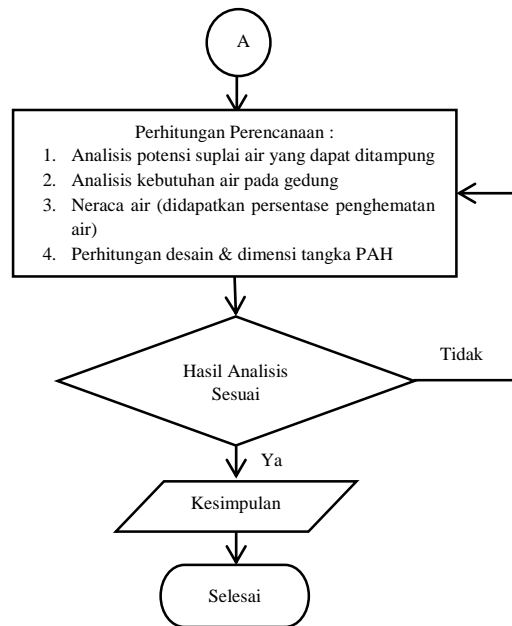 A
Perhitungan Perencanaan :
1. Analisis potensi suplai air yang dapat ditampung
2. Analisis kebutuhan air pada gedung
3. Neraca air (didapatkan persentase penghematan
air)
4. Perhitungan desain & dimensi tangka PAH
Hasil Analisis
Sesuai
Tidak
Ya
Kesimpulan
Selesai